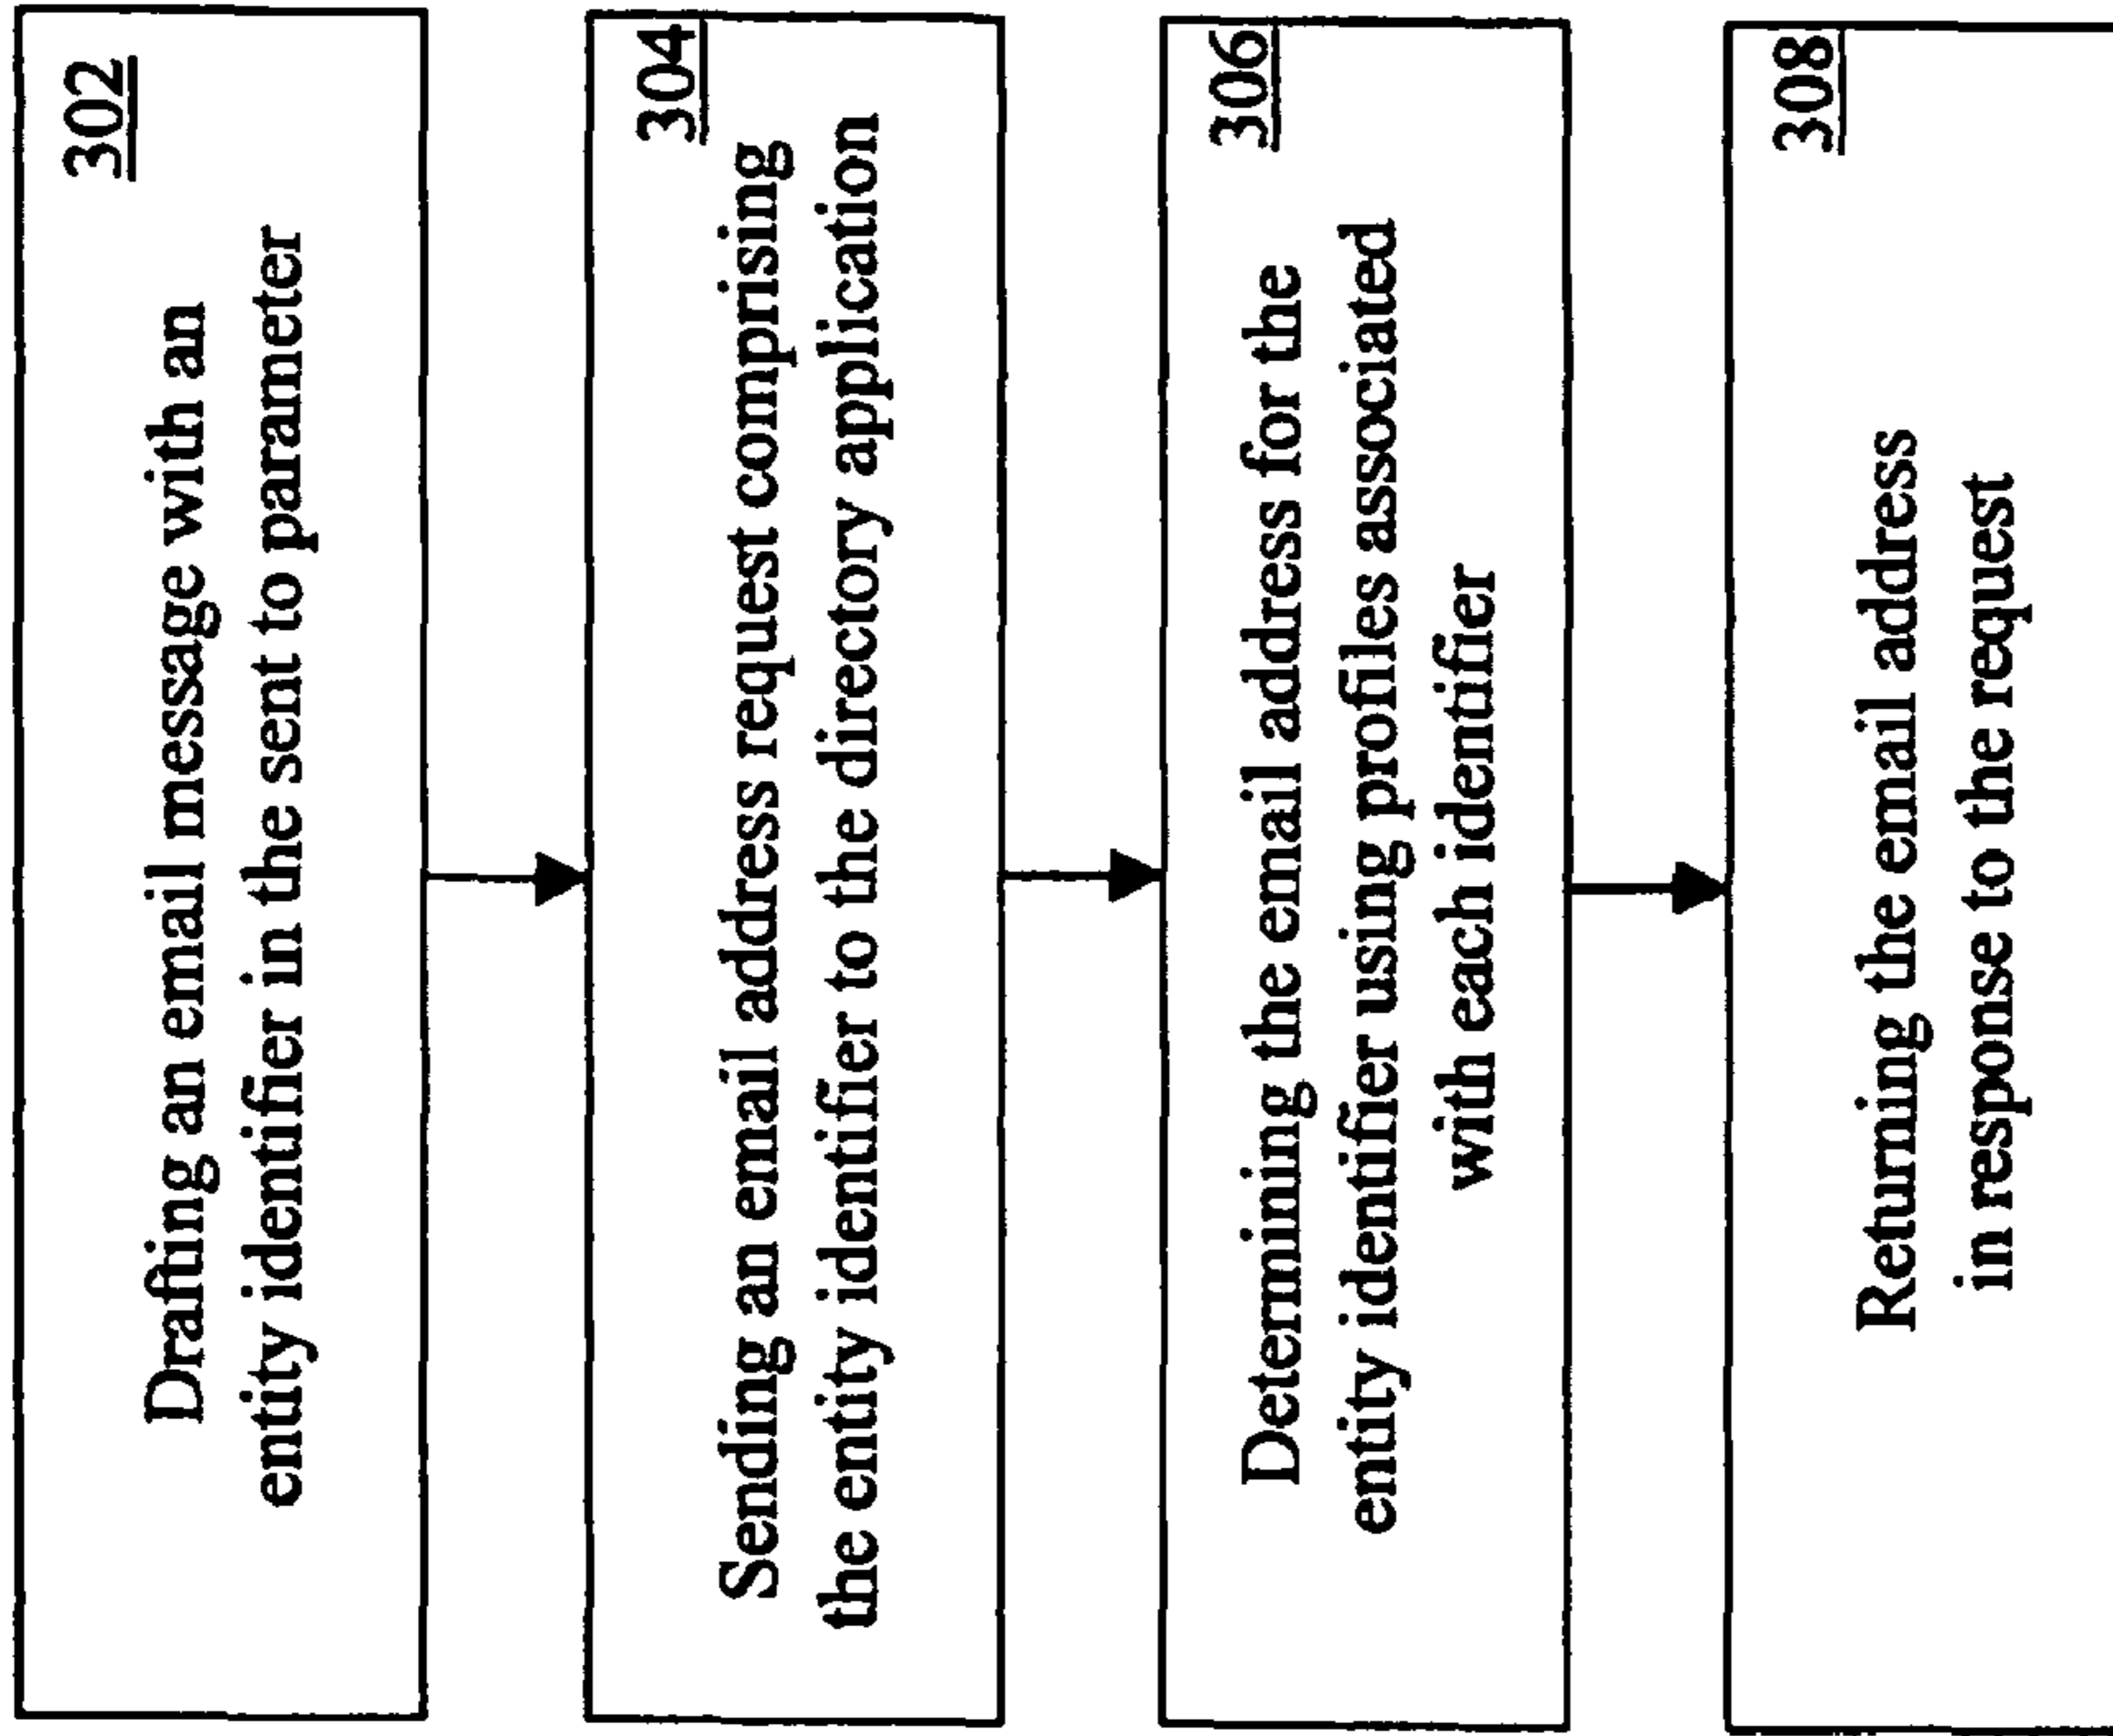 302
Drafting an email message with an
entity identifier in the sent to parameter
304
Sending an email address request comprising
the entity identifier to the directory application
306
Determining the email address for the
entity identifier using profiles associated
with each identifier
308
Returning the email address
in response to the request